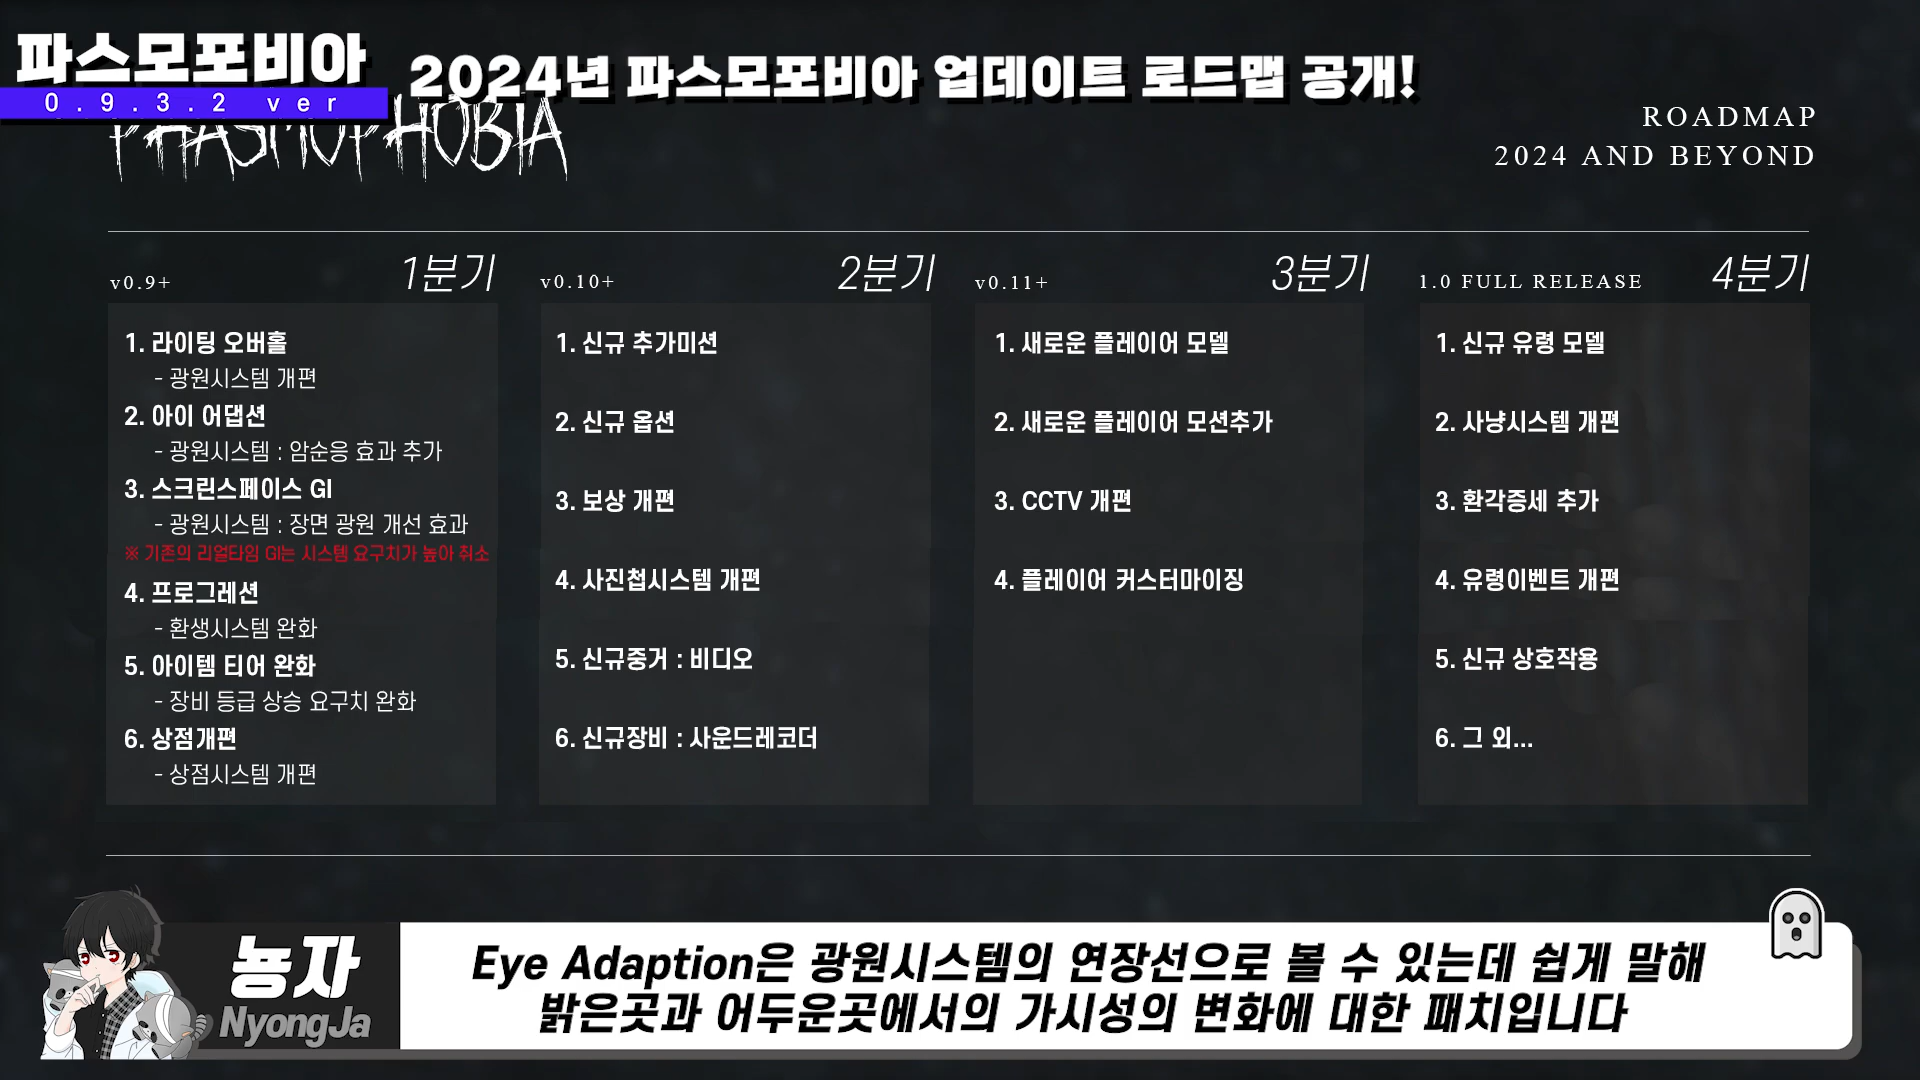 파스모포비아
0.9.3.2 ver
2024년 파스모포비아 업데이트 로드맵 공개!
PHASMOPHOBIA
ROADMAP
2024 AND BEYOND
v0.9+
1분기
1. 라이팅 오버홀
- 광원시스템 개편
2. 아이 어댑션
- 광원시스템 : 암순응 효과 추가
3. 스크린스페이스 GI
- 광원시스템 : 장면 광원 개선 효과
※ 기존의 리얼타임 GI는 시스템 요구치가 높아 취소
4. 프로그레션
- 환생시스템 완화
5. 아이템 티어 완화
- 장비 등급 상승 요구치 완화
6. 상점개편
- 상점시스템 개편
v0.10+
2분기
1. 신규 추가미션
2. 신규 옵션
3. 보상 개편
4. 사진첩시스템 개편
5. 신규증거 : 비디오
6. 신규장비 : 사운드레코더
v0.11+
3분기
1. 새로운 플레이어 모델
2. 새로운 플레이어 모션추가
3. CCTV 개편
4. 플레이어 커스터마이징
1.0 FULL RELEASE
4분기
1. 신규 유령 모델
2. 사냥시스템 개편
3. 환각증세 추가
4. 유령이벤트 개편
5. 신규 상호작용
6. 그 외...
뇽자
NyongJa
Eye Adaption은 광원시스템의 연장선으로 볼 수 있는데 쉽게 말해
밝은곳과 어두운곳에서의 가시성의 변화에 대한 패치입니다